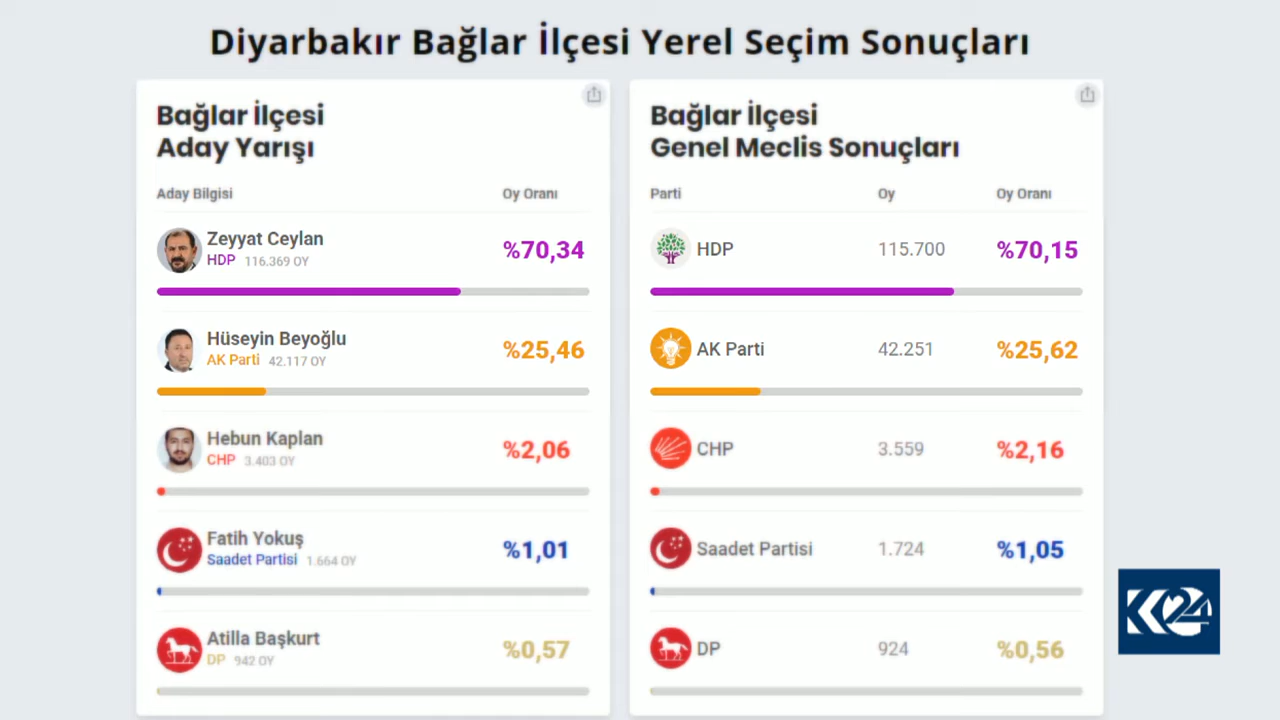 Diyarbakır Bağlar İlçesi Yerel Seçim Sonuçları
Bağlar İlçesi
Aday Yarışı
Aday Bilgisi Oy Oranı
Zeyyat Ceylan
HDP 116.369 OY
%70,34
Hüseyin Beyoğlu
AK Parti 42.117 OY
%25,46
Hebun Kaplan
CHP 3.403 OY
%2,06
Fatih Yokuş
Saadet Partisi 1.664 OY
%1,01
Atilla Başkurt
DP 942 OY
%0,57
Bağlar İlçesi
Genel Meclis Sonuçları
Parti Oy Oy Oranı
HDP 115.700 %70,15
AK Parti 42.251 %25,62
CHP 3.559 %2,16
Saadet Partisi 1.724 %1,05
DP 924 %0,56
K24